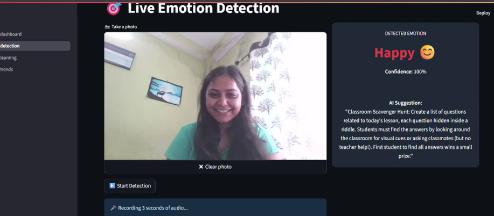 Live Emotion Detection
Deploy
dashboard
detection
Take a photo
DETECTED EMOTION
Happy
Confidence: 100%
AI Suggestion:
"Classroom Scavenger Hunt: Create a list of questions
related to today's lesson, each question hidden inside a
riddle. Students must find the answers by looking around
the classroom for visual cues or asking classmates (but no
teacher help!). First student to find all answers wins a small
prize."
Clear photo
Start Detection
Recording 3 seconds of audio...